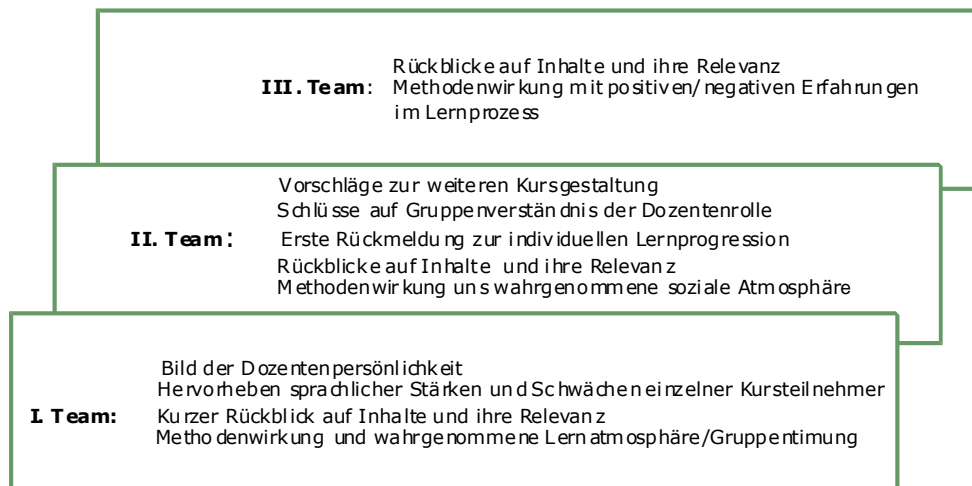 Rückblicke auf Inhalte und ihre Relevanz
III. Team: Methodenwirkung mit positiven/negativen Erfahrungen
im Lernprozess
Vorschläge zur weiteren Kursgestaltung
Schlüsse auf Gruppenverständnis der Dozentenrolle
II. Team: Erste Rückmeldung zur individuellen Lernprogression
Rückblicke auf Inhalte und ihre Relevanz
Methodenwirkung uns wahrgenommene soziale Atmosphäre
Bild der Dozentenpersönlichkeit
Hervorheben sprachlicher Stärken und Schwächen einzelner Kursteilnehmer
I. Team: Kurzer Rückblick auf Inhalte und ihre Relevanz
Methodenwirkung und wahrgenommene Lernatmosphäre/Gruppentimung